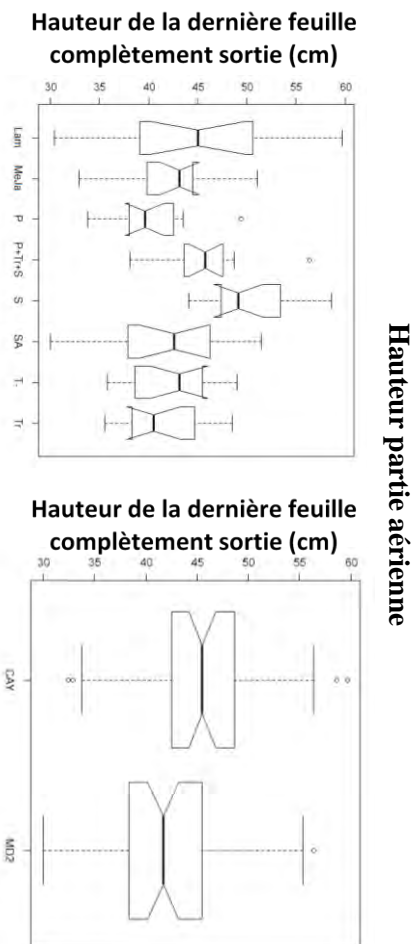 Hauteur de la dernière feuille
complètement sortie (cm)
30 35 40 45 50 55 60
Lam
MeJa
P
P+Tr+S
S
SA
T-
Tr
Hauteur partie aérienne
Hauteur de la dernière feuille
complètement sortie (cm)
30 35 40 45 50 55 60
CAY
MD2